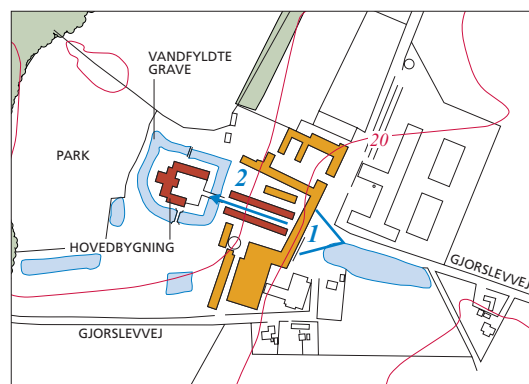 VANDFYLDTE
GRAVE
20
PARK
2
1
HOVEDBYGNING
GJORSLEVVEJ
GJORSLEVVEJ